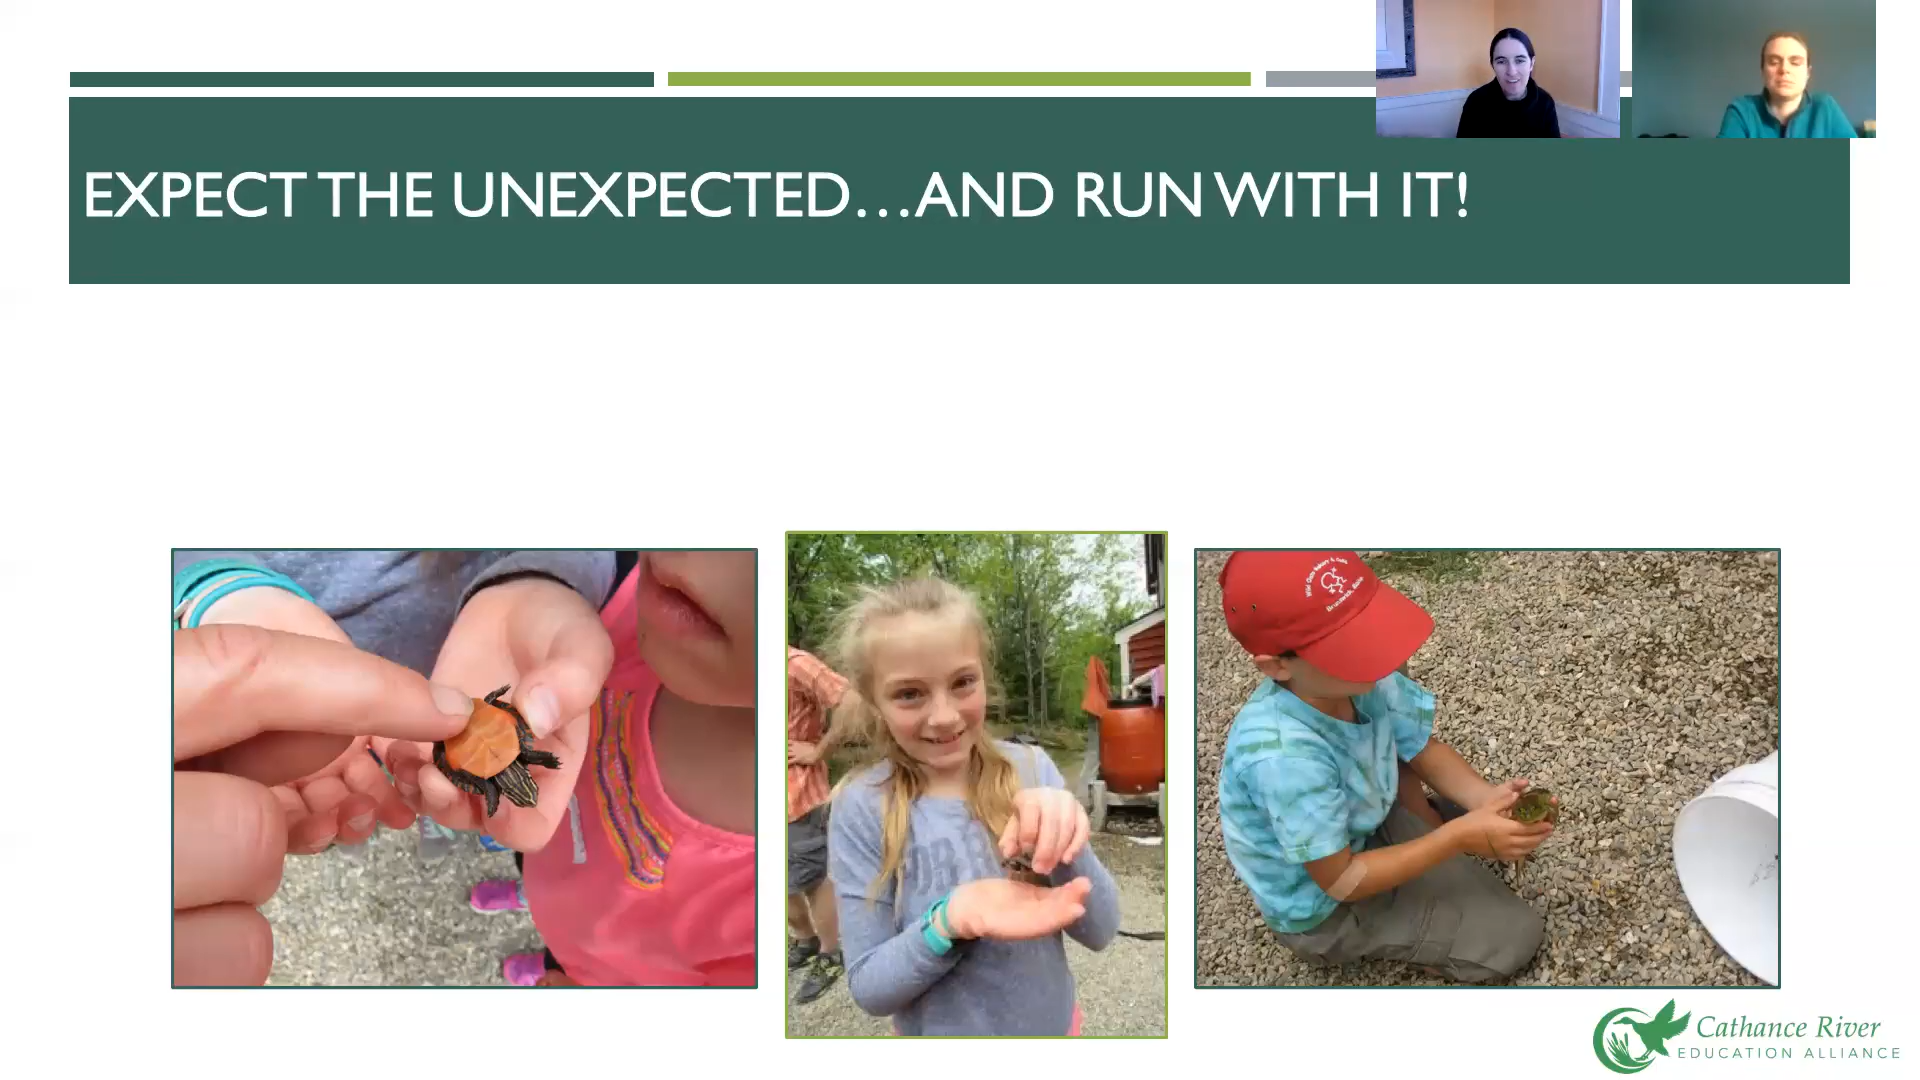 EXPECT THE UNEXPECTED…AND RUN WITH IT!
Cathance River
EDUCATION ALLIANCE